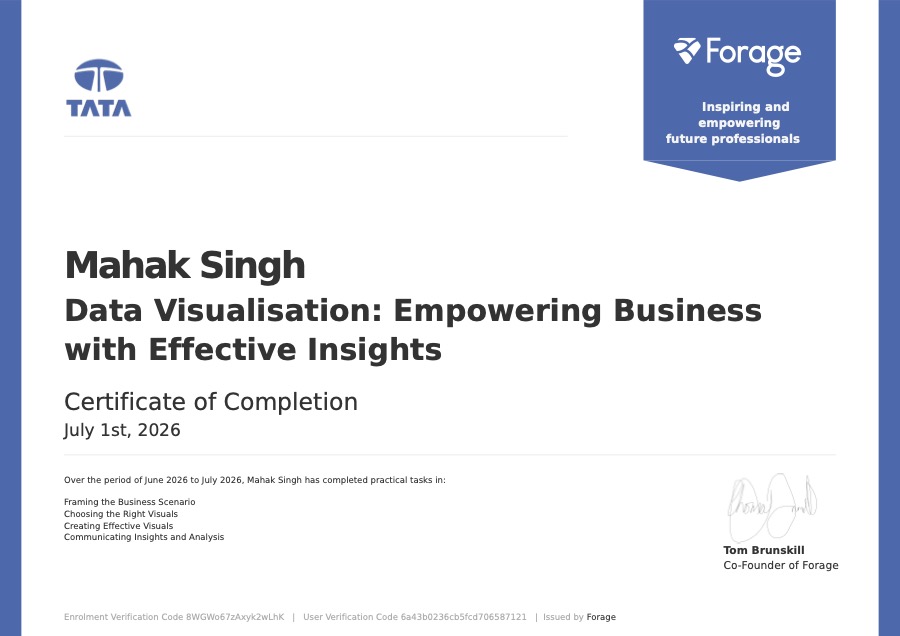 TATA
Forage
Inspiring and
empowering
future professionals
Mahak Singh
Data Visualisation: Empowering Business
with Effective Insights
Certificate of Completion
July 1st, 2026
Over the period of June 2026 to July 2026, Mahak Singh has completed practical tasks in:
Framing the Business Scenario
Choosing the Right Visuals
Creating Effective Visuals
Communicating Insights and Analysis
Tom Brunskill
Co-Founder of Forage
Enrolment Verification Code 8WGWo67zAxyk2wLhK | User Verification Code 6a43b0236cb5fcd706587121 | Issued by Forage